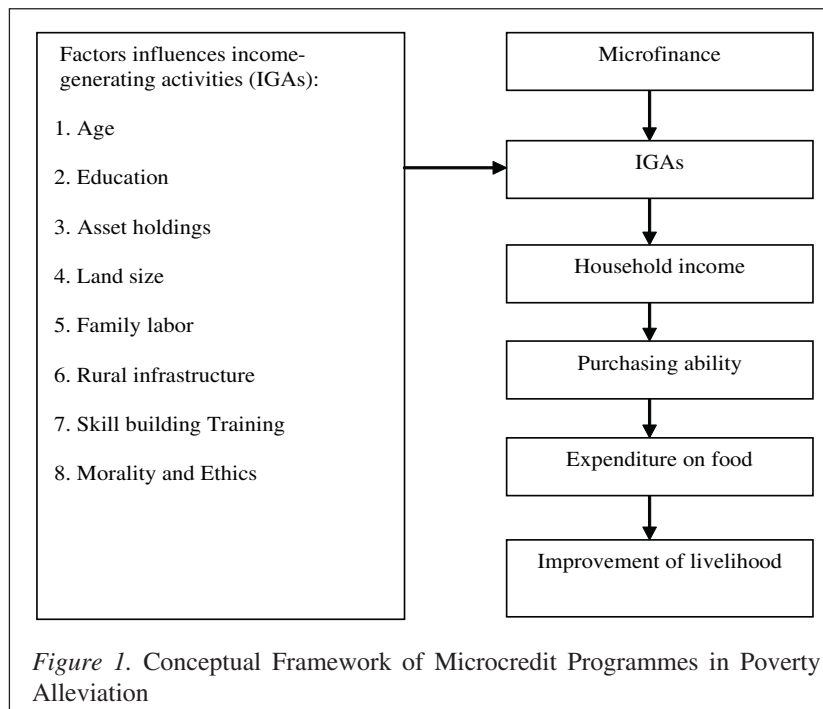 Factors influences income-
generating activities (IGAs):
1. Age
2. Education
3. Asset holdings
4. Land size
5. Family labor
6. Rural infrastructure
7. Skill building Training
8. Morality and Ethics
Microfinance
IGAs
Household income
Purchasing ability
Expenditure on food
Improvement of livelihood
Figure 1. Conceptual Framework of Microcredit Programmes in Poverty
Alleviation